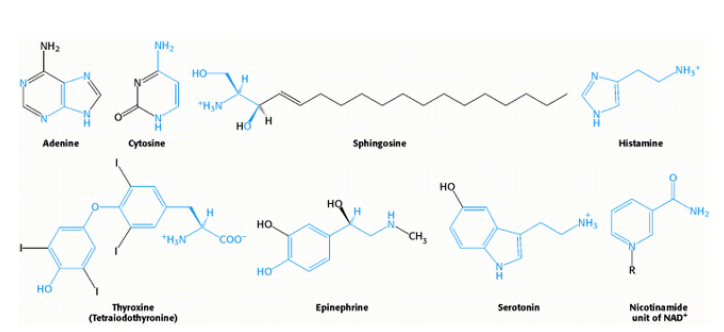 NH₂
N
N
N
N
H
Adenine
NH₂
N
O
N
H
Cytosine
HO
H
⁺H₃N
HO
H
Sphingosine
N
N
H
NH₃⁺
Histamine
I
O
I
I
HO
I
H
⁺H₃N
COO⁻
Thyroxine
(Tetraiodothyronine)
HO
H
HO
HO
H
N
CH₃
Epinephrine
HO
N
H
+
NH₃
Serotonin
O
NH₂
N
R
Nicotinamide
unit of NAD⁺